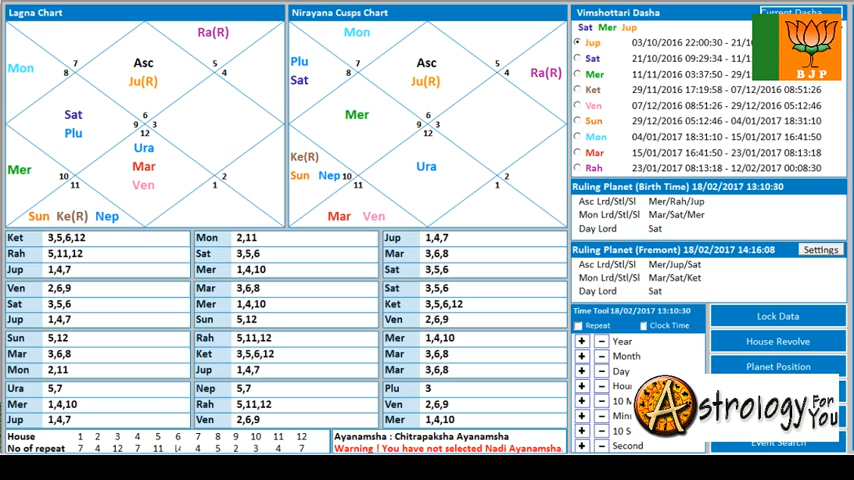 Lagna Chart
Ra(R)
Mon
7
8
Asc
Ju(R)
5
4
Sat
Plu
6
9 3
12
Ura
Mar
Ven
Mer
10
11
2
1
Sun Ke(R) Nep
Nirayana Cusps Chart
Mon
Plu
Sat
7
8
Asc
Ju(R)
5
4
Ra(R)
Mer
6
9 3
12
Ura
Ke(R)
Sun Nep
10
11
2
1
Mar Ven
Ket 3,5,6,12
Rah 5,11,12
Jup 1,4,7
Mon 2,11
Sat 3,5,6
Mer 1,4,10
Jup 1,4,7
Mar 3,6,8
Sat 3,5,6
Ven 2,6,9
Sat 3,5,6
Jup 1,4,7
Mar 3,6,8
Mer 1,4,10
Sun 5,12
Sat 3,5,6
Ket 3,5,6,12
Ven 2,6,9
Sun 5,12
Mar 3,6,8
Mon 2,11
Rah 5,11,12
Ket 3,5,6,12
Jup 1,4,7
Mer 1,4,10
Mar 3,6,8
Mar 3,6,8
Ura 5,7
Mer 1,4,10
Jup 1,4,7
Nep 5,7
Rah 5,11,12
Ven 2,6,9
Plu 3
Ven 2,6,9
Mer 1,4,10
House 1 2 3 4 5 6 7 8 9 10 11 12
No of repeat 7 4 12 7 11 4 5 2 3 4 7
Ayanamsha : Chitrapaksha Ayanamsha
Warning ! You have not selected Nadi Ayanamsha.
Vimshottari Dasha
Current Dasha
Sat Mer Jup
Jup 03/10/2016 22:00:30 - 21/10
Sat 21/10/2016 09:29:34 - 11/1
Mer 11/11/2016 03:37:50 - 29/1
Ket 29/11/2016 17:19:58 - 07/12/2016 08:51:26
Ven 07/12/2016 08:51:26 - 29/12/2016 05:12:46
Sun 29/12/2016 05:12:46 - 04/01/2017 18:31:10
Mon 04/01/2017 18:31:10 - 15/01/2017 16:41:50
Mar 15/01/2017 16:41:50 - 23/01/2017 08:13:18
Rah 23/01/2017 08:13:18 - 12/02/2017 00:08:30
BJP
Ruling Planet (Birth Time) 18/02/2017 13:10:30
Asc Lrd/Stl/Sl Mer/Rah/Jup
Mon Lrd/Stl/Sl Mar/Sat/Mer
Day Lord Sat
Ruling Planet (Fremont) 18/02/2017 14:16:08
Settings
Asc Lrd/Stl/Sl Mer/Jup/Sat
Mon Lrd/Stl/Sl Mar/Sat/Ket
Day Lord Sat
Time Tool 18/02/2017 13:10:30
Repeat Clock Time
+ - Year
+ - Month
+ - Day
+ - Hou
+ - 10 M
+ - Minu
+ - 10 S
+ - Second
Lock Data
House Revolve
Planet Position
Event Search
Astrology For You